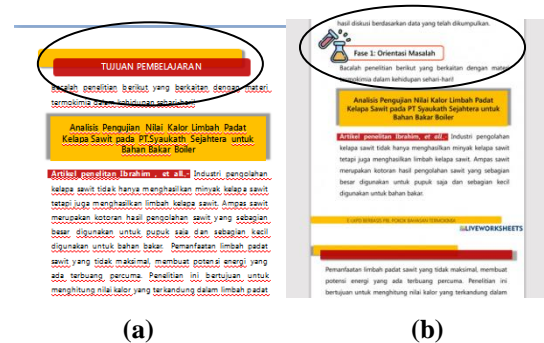 TUJUAN PEMBELAJARAN
Bacalah penelitian berikut yang berkaitan dengan materi
termokimia dalam kehidupan sehari-hari!
Analisis Pengujian Nilai Kalor Limbah Padat
Kelapa Sawit pada PT.Syaukath Sejahtera untuk
Bahan Bakar Boiler
Artikel penelitan Ibrahim , et all.- Industri pengolahan
kelapa sawit tidak hanya menghasilkan minyak kelapa sawit
tetapi juga menghasilkan limbah kelapa sawit. Ampas sawit
merupakan kotoran hasil pengolahan sawit yang sebagian
besar digunakan untuk pupuk saja dan sebagian kecil
digunakan untuk bahan bakar. Pemanfaatan limbah padat
sawit yang tidak maksimal, membuat potensi energi yang
ada terbuang percuma. Penelitian ini bertujuan untuk
menghitung nilai kalor yang terkandung dalam limbah padat
(a)
hasil diskusi berdasarkan data yang telah dikumpulkan.
Fase 1: Orientasi Masalah
Bacalah penelitian berikut yang berkaitan dengan materi
termokimia dalam kehidupan sehari-hari!
Analisis Pengujian Nilai Kalor Limbah Padat
Kelapa Sawit pada PT Syaukath Sejahtera untuk
Bahan Bakar Boiler
Artikel penelitan Ibrahim, et all.- Industri pengolahan
kelapa sawit tidak hanya menghasilkan minyak kelapa sawit
tetapi juga menghasilkan limbah kelapa sawit. Ampas sawit
merupakan kotoran hasil pengolahan sawit yang sebagian
besar digunakan untuk pupuk saja dan sebagian kecil
digunakan untuk bahan bakar.
E-LKPD BERBASIS PBL POKOK BAHASAN TERMOKIMIA
LIVEWORKSHEETS
Pemanfaatan limbah padat sawit yang tidak maksimal, membuat
potensi energi yang ada terbuang percuma. Penelitian ini
bertujuan untuk menghitung nilai kalor yang terkandung dalam
(b)